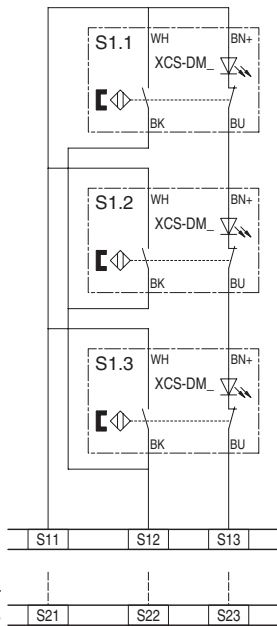 S1.1 WH BN+
XCS-DM_
BK BU
S1.2 WH BN+
XCS-DM_
BK BU
S1.3 WH BN+
XCS-DM_
BK BU
S11 S12 S13
S21 S22 S23